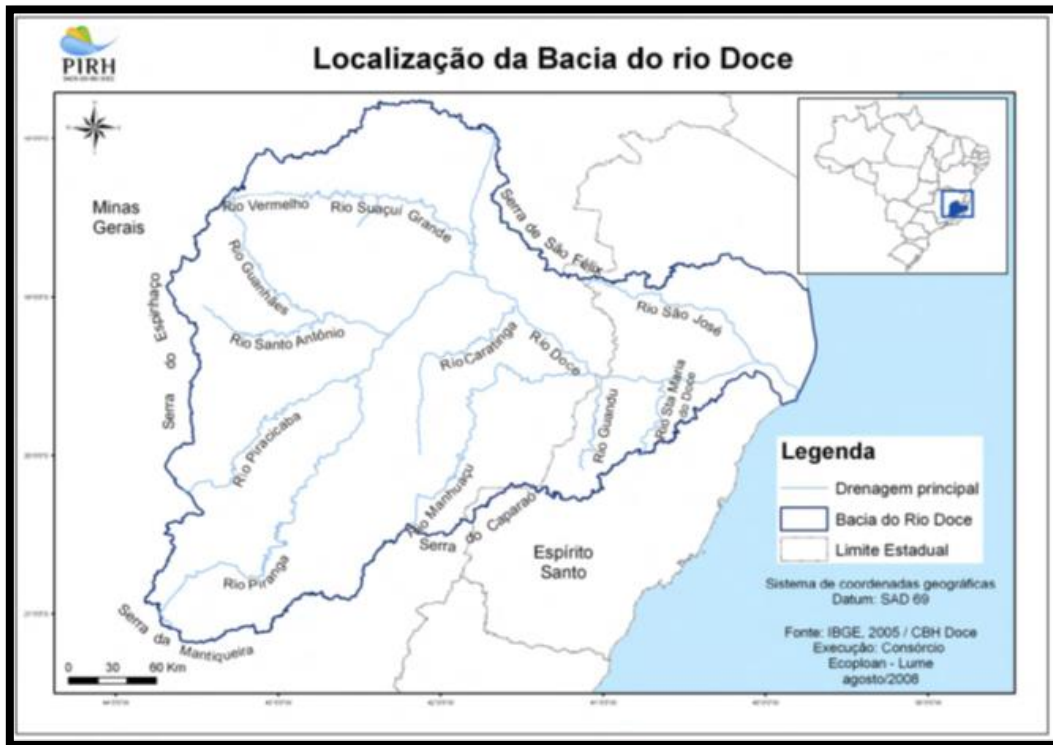 PIRH
Localização da Bacia do rio Doce
Minas
Gerais
Rio Vermelho
Rio Suaçuí Grande
Serra de São Félix
Rio Guanhães
Rio Santo Antônio
Serra do Espinhaço
Rio Caratinga
Rio Doce
Rio São José
Rio Guandu
Rio Sta Maria
do Doce
Rio Piracicaba
Rio Manhuaçu
Serra do Caparaó
Rio Piranga
Serra da Mantiqueira
Espírito
Santo
0 30 60 Km
Legenda
Drenagem principal
Bacia do Rio Doce
Limite Estadual
Sistema de coordenadas geográficas
Datum: SAD 69
Fonte: IBGE, 2005 / CBH Doce
Execução: Consórcio
Ecoploan - Lume
agosto/2008